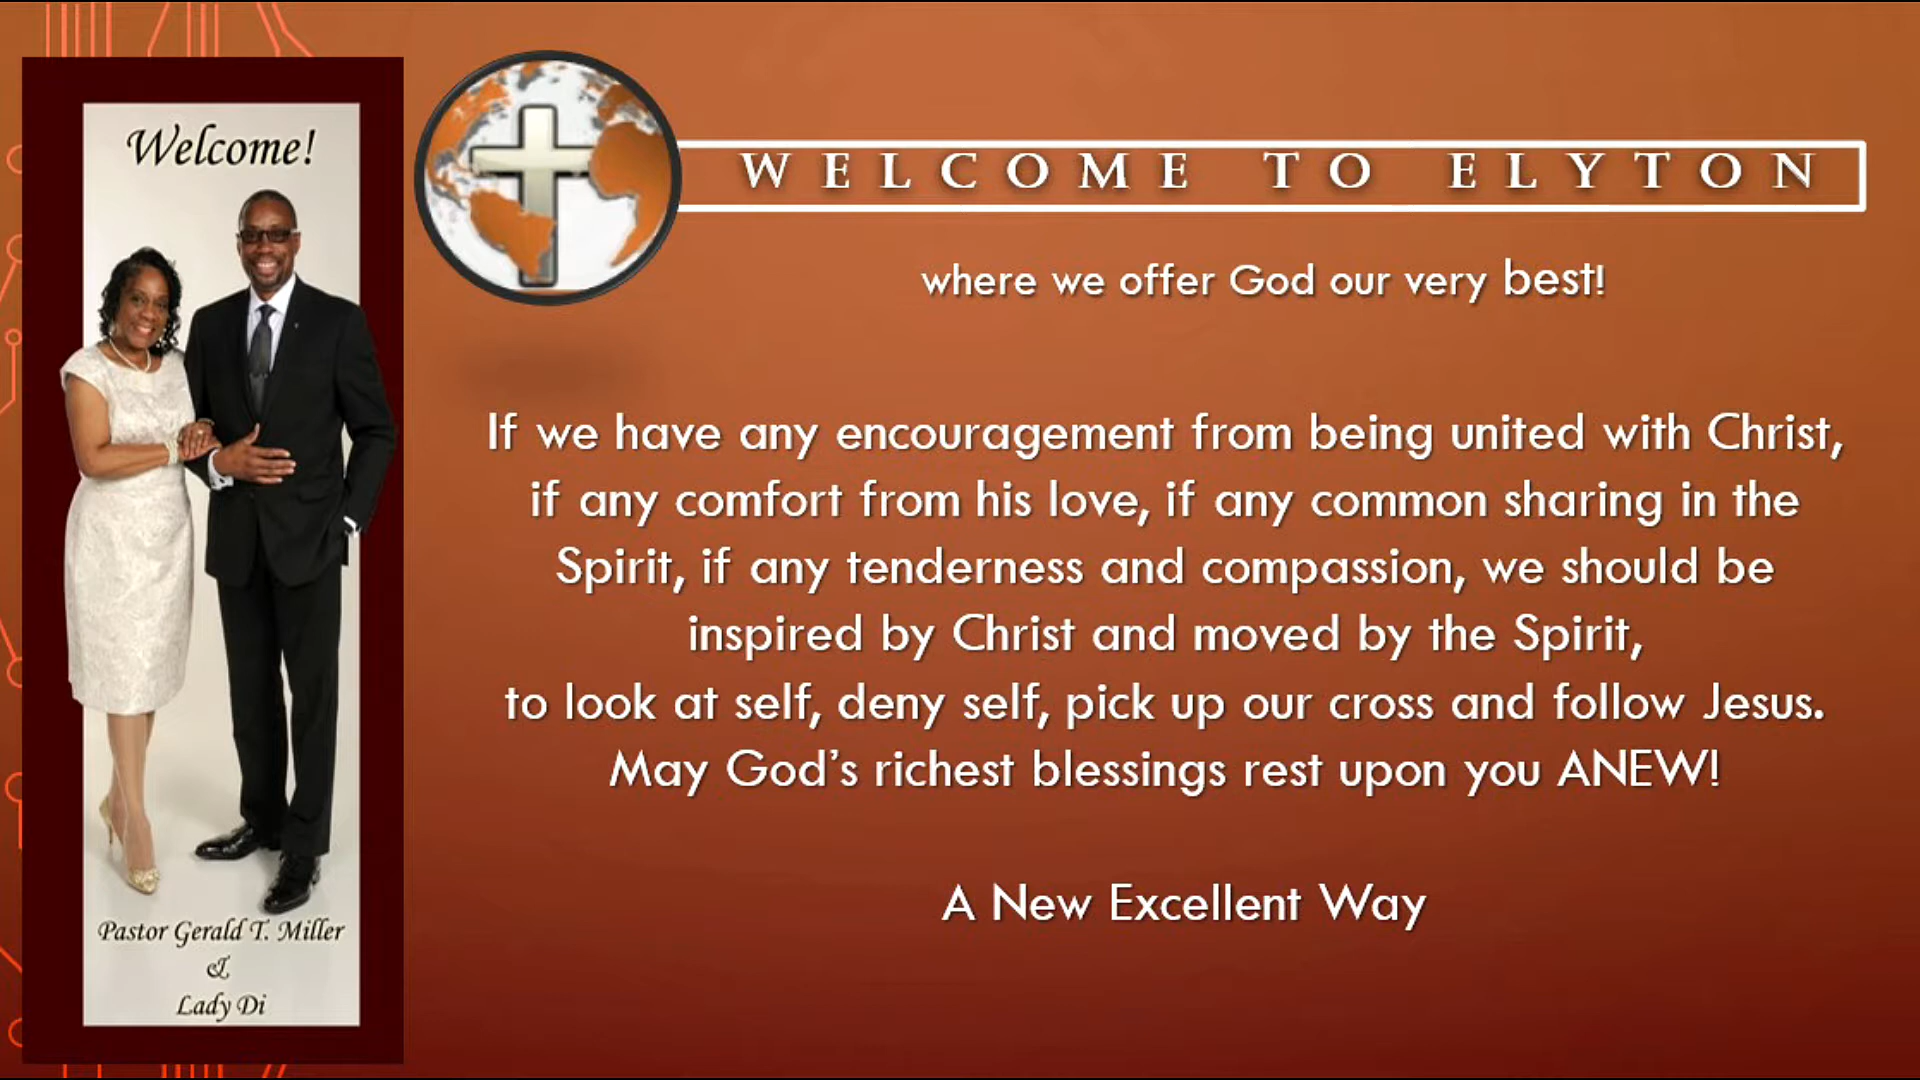 Welcome!
Pastor Gerald T. Miller
&
Lady Di
WELCOME TO ELYTON
where we offer God our very best!
If we have any encouragement from being united with Christ,
if any comfort from his love, if any common sharing in the
Spirit, if any tenderness and compassion, we should be
inspired by Christ and moved by the Spirit,
to look at self, deny self, pick up our cross and follow Jesus.
May God’s richest blessings rest upon you ANEW!
A New Excellent Way